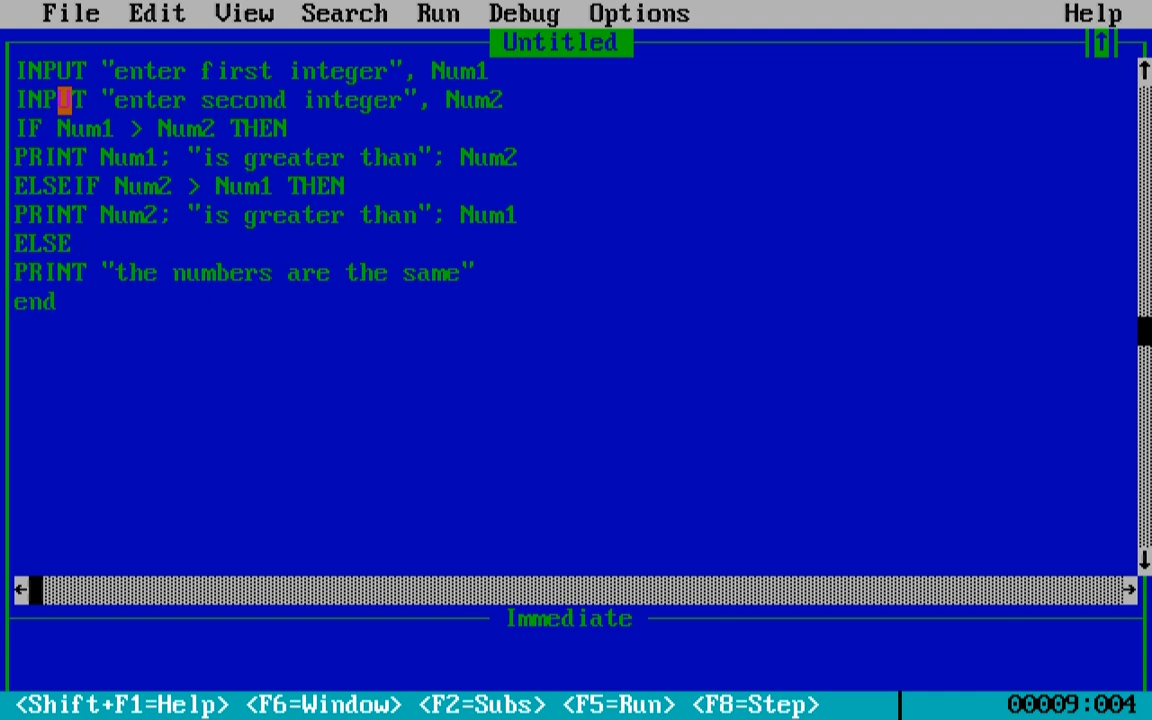 File Edit View Search Run Debug Options Help
Untitled
INPUT "enter first integer", Num1
INPUT "enter second integer", Num2
IF Num1 > Num2 THEN
PRINT Num1; "is greater than"; Num2
ELSEIF Num2 > Num1 THEN
PRINT Num2; "is greater than"; Num1
ELSE
PRINT "the numbers are the same"
end
Immediate
<Shift+F1=Help> <F6=Window> <F2=Subs> <F5=Run> <F8=Step> 00009:004